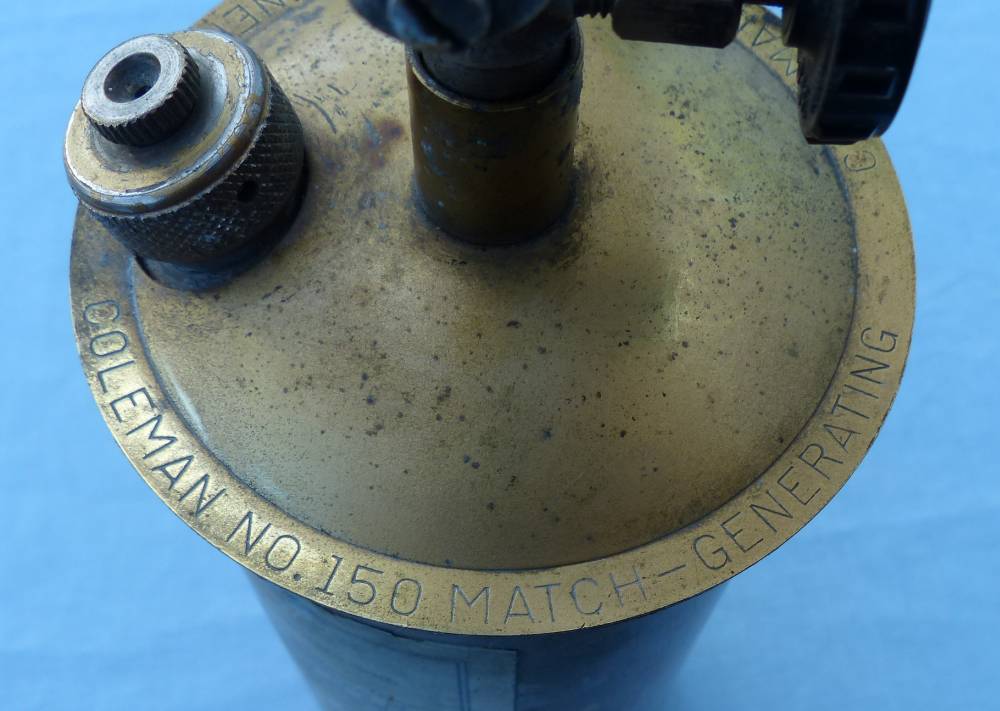 COLEMAN NO. 150 MATCH-GENERATING